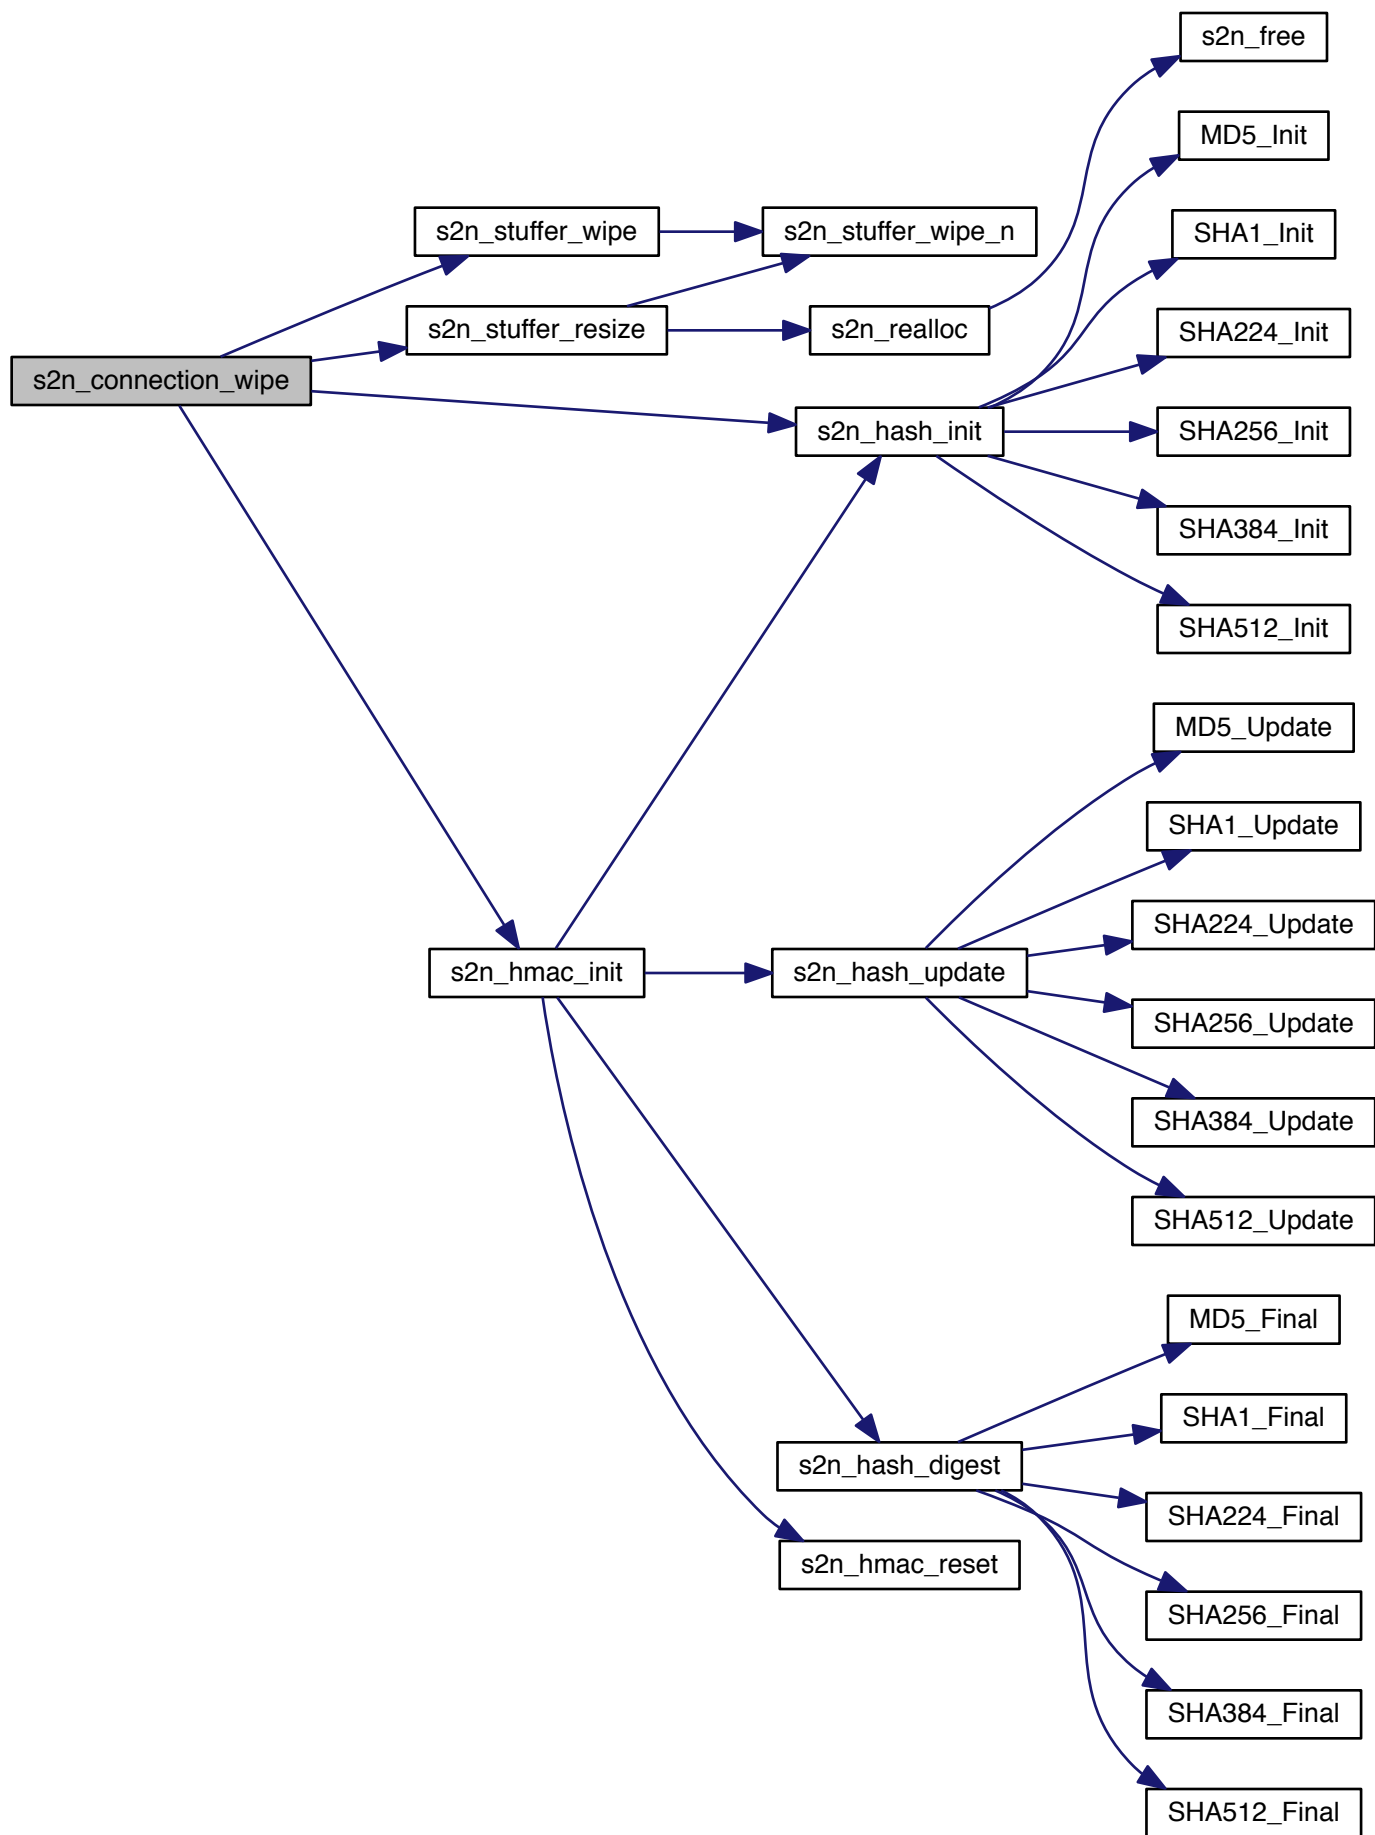 s2n_free
MD5_Init
SHA1_Init
s2n_stuffer_wipe
s2n_stuffer_wipe_n
s2n_stuffer_resize
s2n_realloc
SHA224_Init
s2n_connection_wipe
s2n_hash_init
SHA256_Init
SHA384_Init
SHA512_Init
MD5_Update
SHA1_Update
SHA224_Update
s2n_hmac_init
s2n_hash_update
SHA256_Update
SHA384_Update
SHA512_Update
MD5_Final
SHA1_Final
s2n_hash_digest
SHA224_Final
s2n_hmac_reset
SHA256_Final
SHA384_Final
SHA512_Final